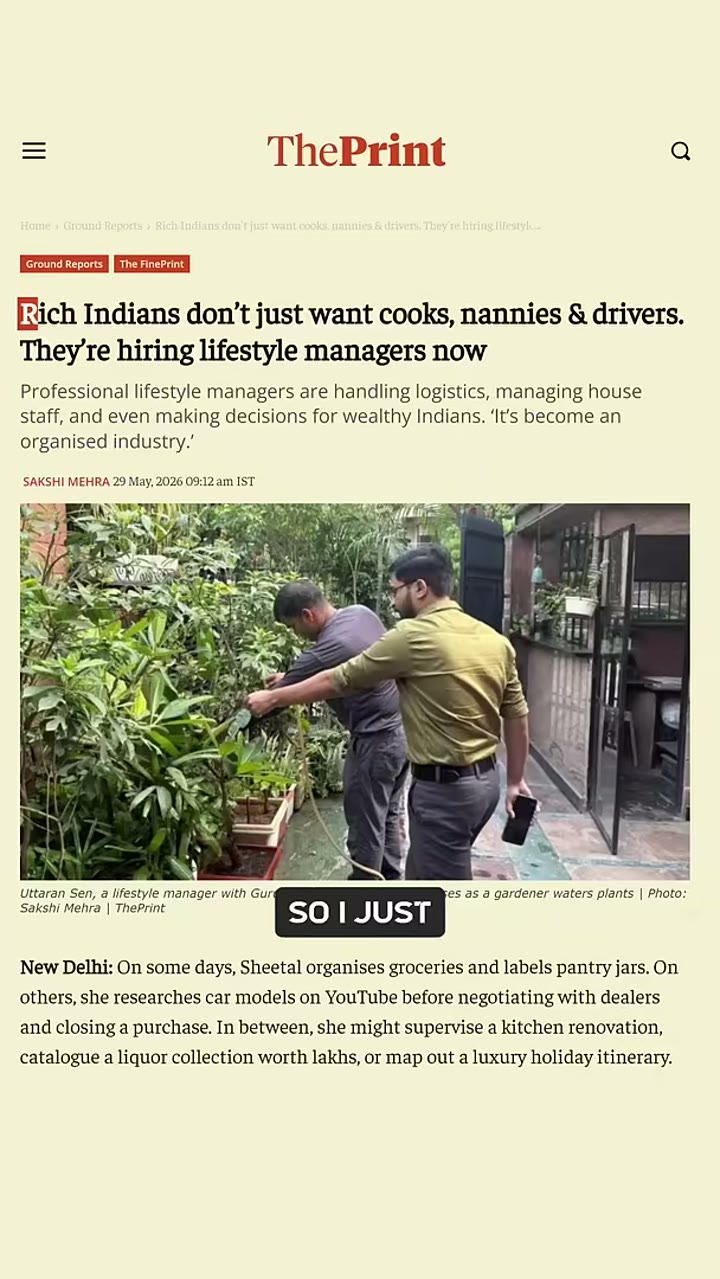 ThePrint
Home › Ground Reports › Rich Indians don't just want cooks, nannies & drivers. They're hiring lifestyle...
Ground Reports The FinePrint
Rich Indians don't just want cooks, nannies & drivers.
They're hiring lifestyle managers now
Professional lifestyle managers are handling logistics, managing house
staff, and even making decisions for wealthy Indians. 'It's become an
organised industry.'
SAKSHI MEHRA 29 May, 2026 09:12 am IST
Uttaran Sen, a lifestyle manager with as a gardener waters plants | Photo:
Sakshi Mehra | ThePrint
SO I JUST
New Delhi: On some days, Sheetal organises groceries and labels pantry jars. On
others, she researches car models on YouTube before negotiating with dealers
and closing a purchase. In between, she might supervise a kitchen renovation,
catalogue a liquor collection worth lakhs, or map out a luxury holiday itinerary.